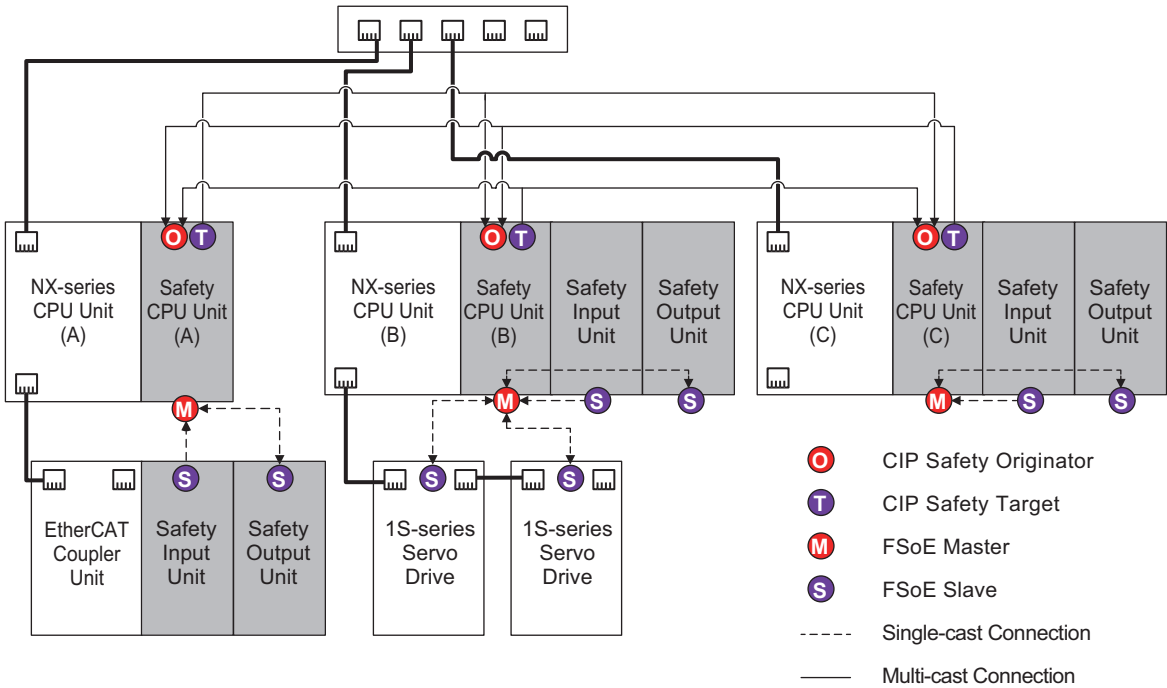 O T
O T
O T
NX-series
CPU Unit
(A)
Safety
CPU Unit
(A)
NX-series
CPU Unit
(B)
Safety
CPU Unit
(B)
Safety
Input
Unit
Safety
Output
Unit
NX-series
CPU Unit
(C)
Safety
CPU Unit
(C)
Safety
Input
Unit
Safety
Output
Unit
M
M
S
S
M
S
S
S
S
EtherCAT
Coupler
Unit
Safety
Input
Unit
Safety
Output
Unit
S
1S-series
Servo
Drive
S
1S-series
Servo
Drive
O CIP Safety Originator
T CIP Safety Target
M FSoE Master
S FSoE Slave
Single-cast Connection
Multi-cast Connection